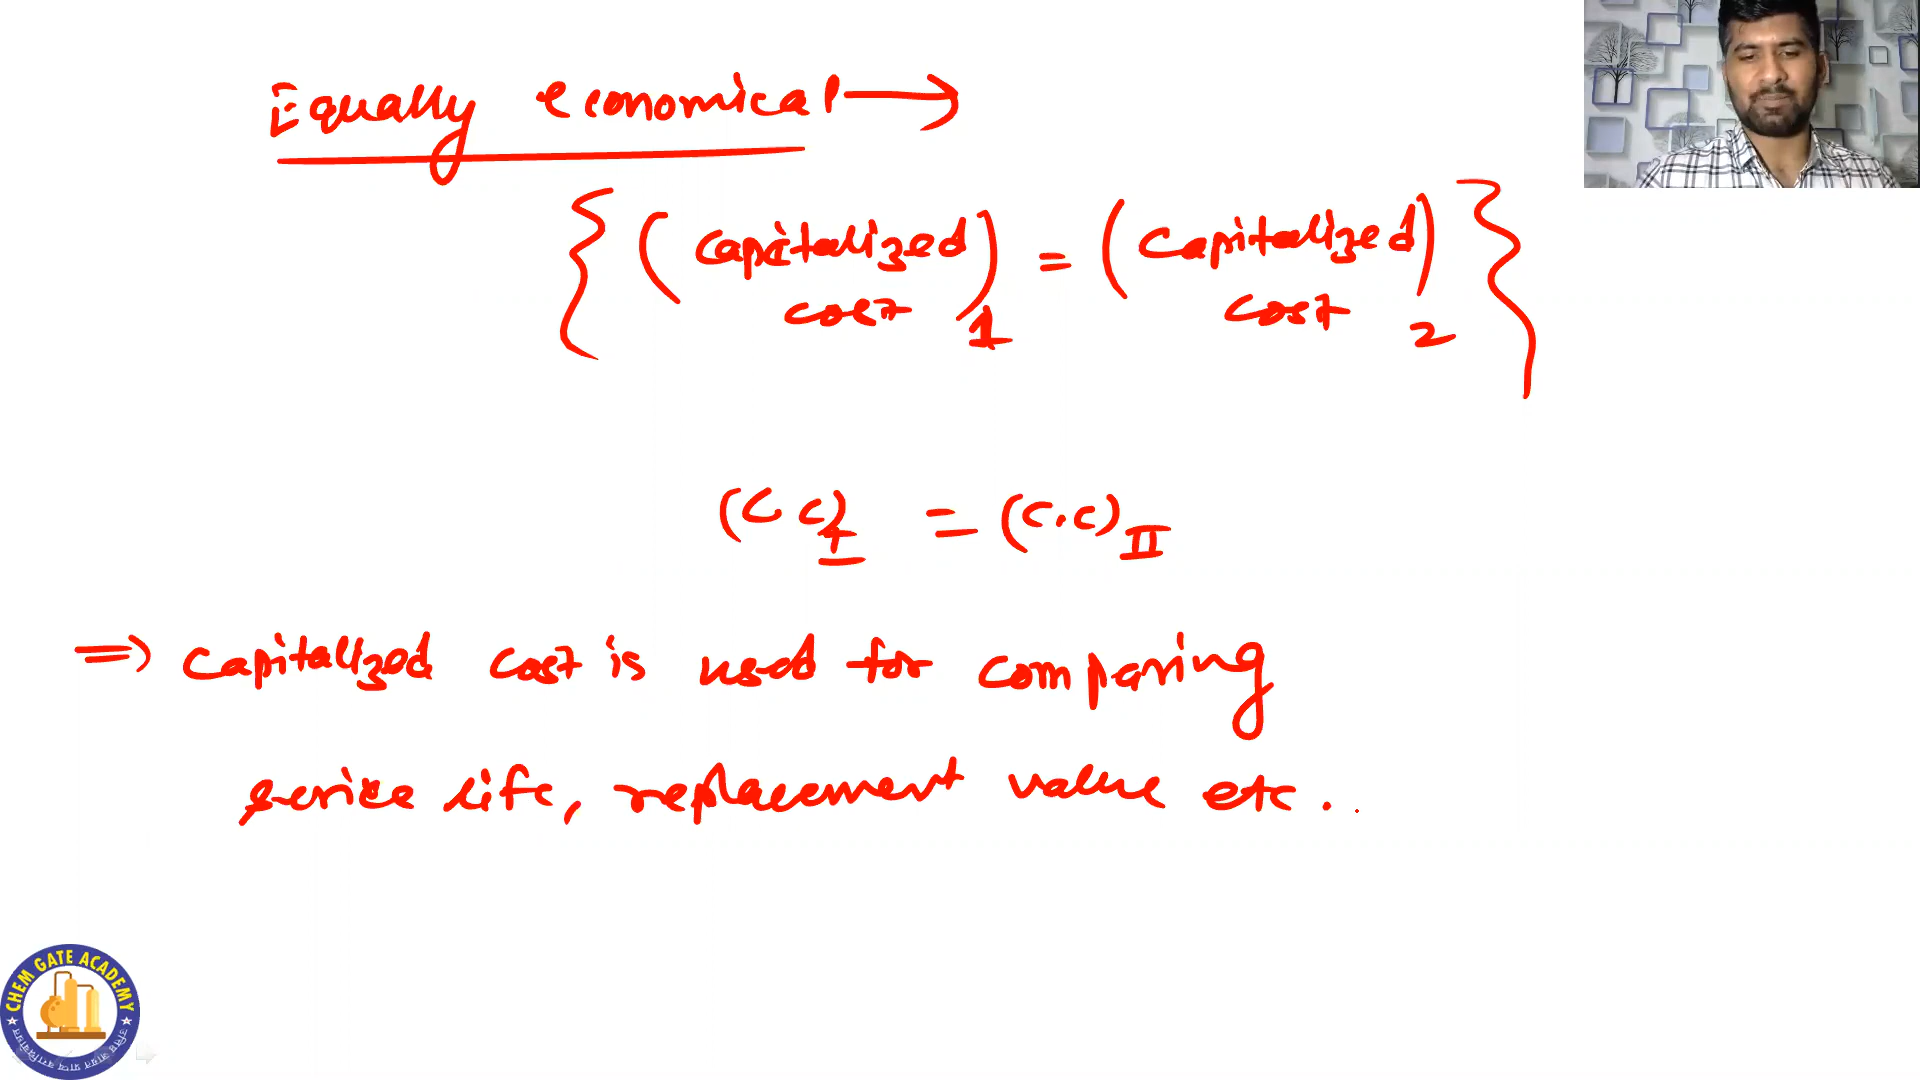 Equally economical →
{ (capitalized cost)1 = (capitalized cost)2 }
(C C)I = (C.C)II
⇒ capitalized cost is used for comparing
service life, replacement value etc..
CHEM GATE ACADEMY